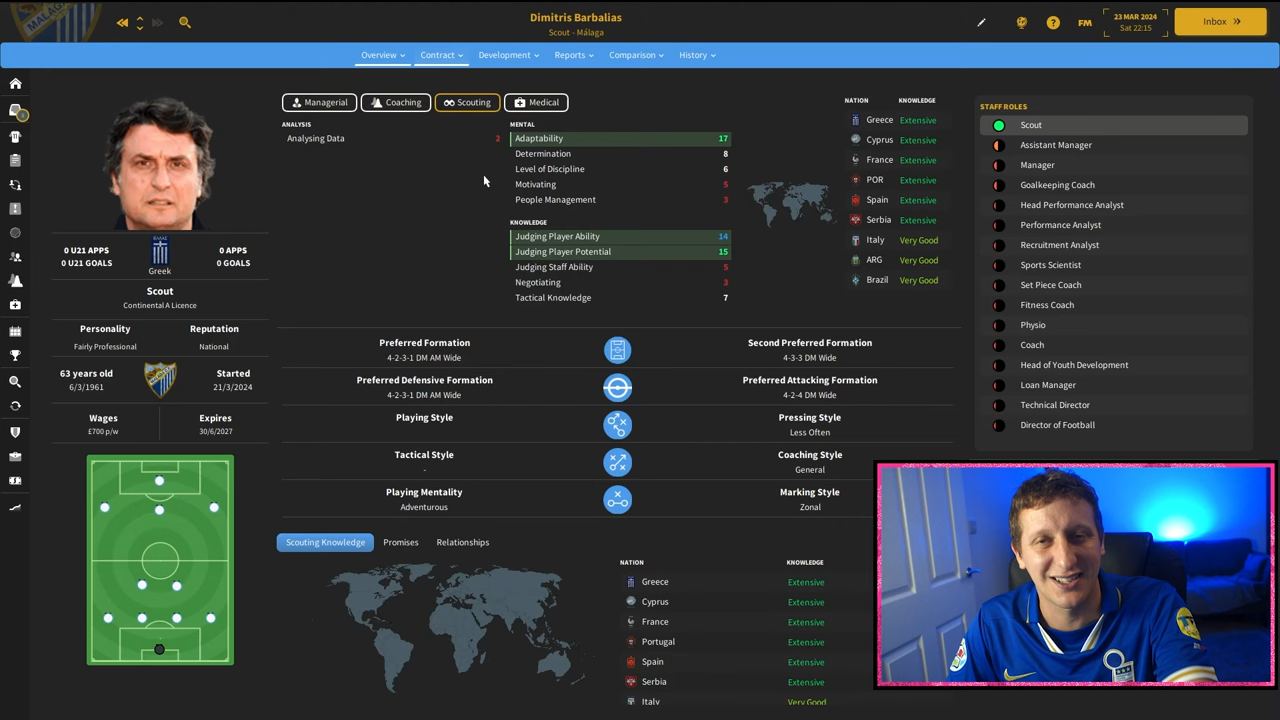 Dimitris Barbalias
Scout - Málaga
FM
23 MAR 2024
Sat 22:15
Inbox
Overview
Contract
Development
Reports
Comparison
History
Managerial
Coaching
Scouting
Medical
ANALYSIS
Analysing Data 2
MENTAL
Adaptability 17
Determination 8
Level of Discipline 6
Motivating 5
People Management 3
KNOWLEDGE
Judging Player Ability 14
Judging Player Potential 15
Judging Staff Ability 5
Negotiating 3
Tactical Knowledge 7
NATION KNOWLEDGE
Greece Extensive
Cyprus Extensive
France Extensive
POR Extensive
Spain Extensive
Serbia Extensive
Italy Very Good
ARG Very Good
Brazil Very Good
STAFF ROLES
Scout
Assistant Manager
Manager
Goalkeeping Coach
Head Performance Analyst
Performance Analyst
Recruitment Analyst
Sports Scientist
Set Piece Coach
Fitness Coach
Physio
Coach
Head of Youth Development
Loan Manager
Technical Director
Director of Football
0 U21 APPS
0 U21 GOALS
Greek
0 APPS
0 GOALS
Scout
Continental A Licence
Personality
Fairly Professional
Reputation
National
63 years old
6/3/1961
Started
21/3/2024
Wages
£700 p/w
Expires
30/6/2027
Preferred Formation
4-2-3-1 DM AM Wide
Second Preferred Formation
4-3-3 DM Wide
Preferred Defensive Formation
4-2-3-1 DM AM Wide
Preferred Attacking Formation
4-2-4 DM Wide
Playing Style
Pressing Style
Less Often
Tactical Style
-
Coaching Style
General
Playing Mentality
Adventurous
Marking Style
Zonal
Scouting Knowledge
Promises
Relationships
NATION KNOWLEDGE
Greece Extensive
Cyprus Extensive
France Extensive
Portugal Extensive
Spain Extensive
Serbia Extensive
Italy Very Good